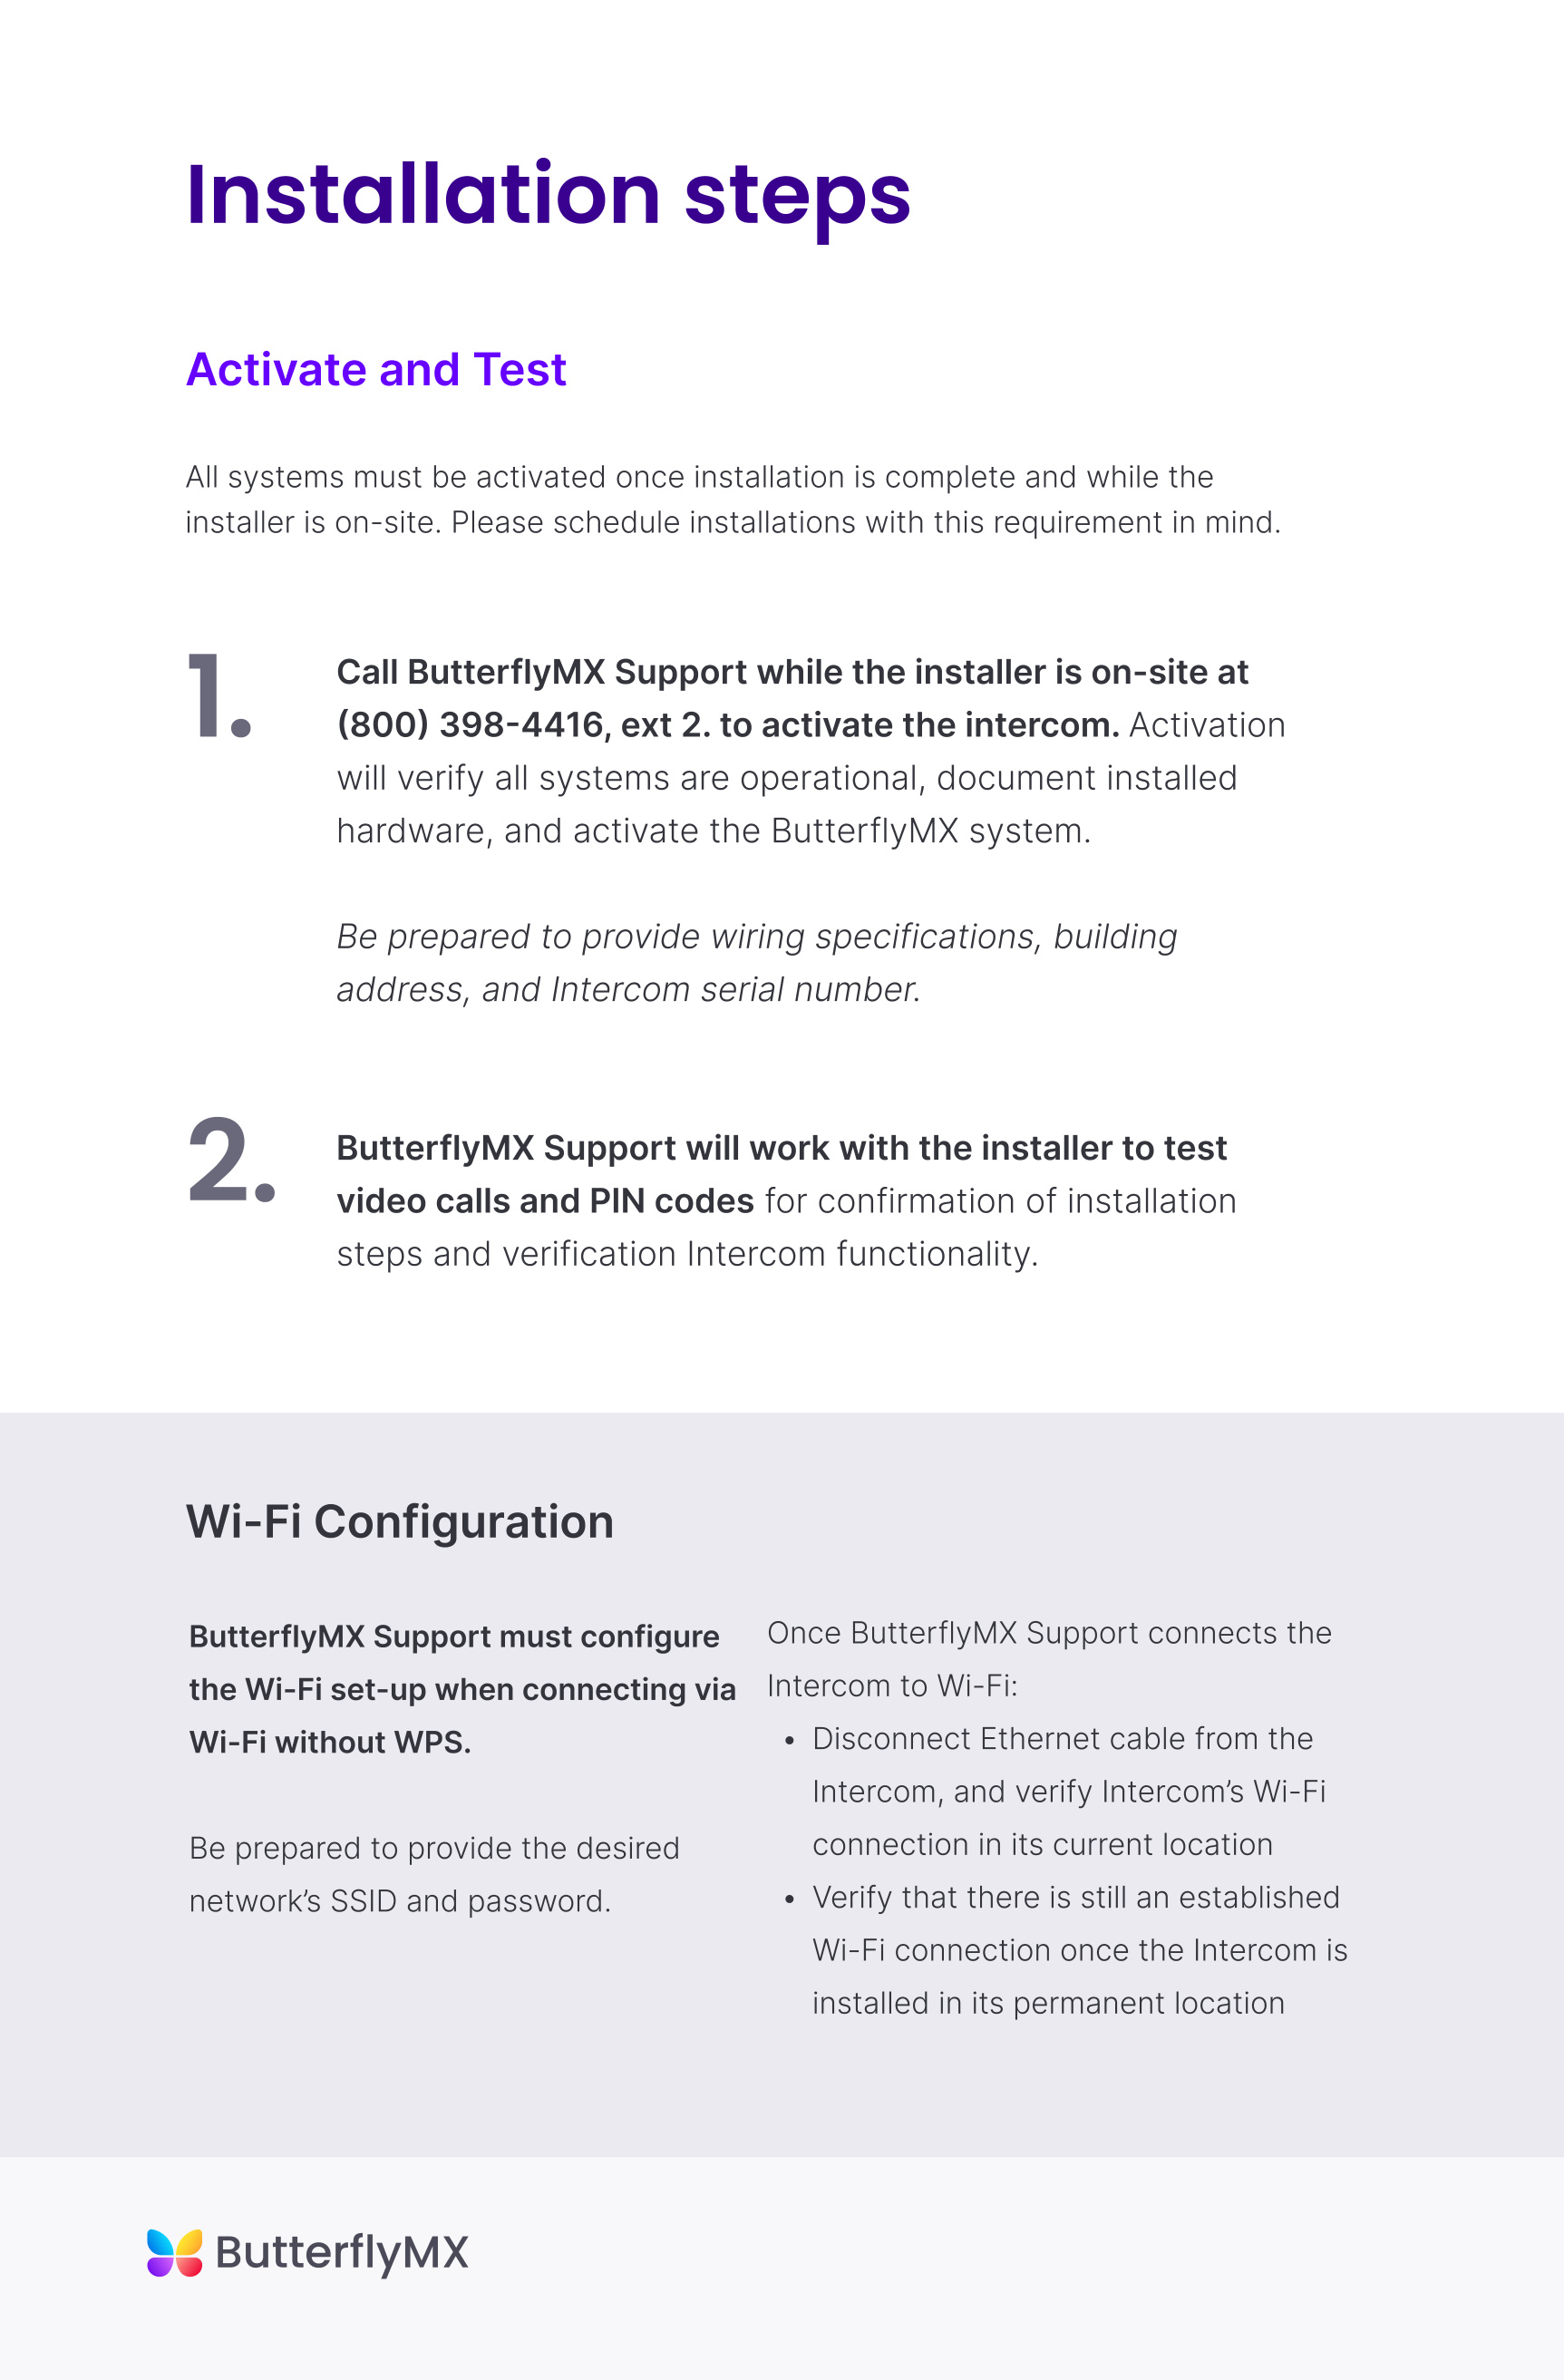 Installation steps
Activate and Test
All systems must be activated once installation is complete and while the
installer is on-site. Please schedule installations with this requirement in mind.
1.
Call ButterflyMX Support while the installer is on-site at
(800) 398-4416, ext 2. to activate the intercom. Activation
will verify all systems are operational, document installed
hardware, and activate the ButterflyMX system.
Be prepared to provide wiring specifications, building
address, and Intercom serial number.
2.
ButterflyMX Support will work with the installer to test
video calls and PIN codes for confirmation of installation
steps and verification Intercom functionality.
Wi-Fi Configuration
ButterflyMX Support must configure
the Wi-Fi set-up when connecting via
Wi-Fi without WPS.
Be prepared to provide the desired
network’s SSID and password.
Once ButterflyMX Support connects the
Intercom to Wi-Fi:
• Disconnect Ethernet cable from the
Intercom, and verify Intercom’s Wi-Fi
connection in its current location
• Verify that there is still an established
Wi-Fi connection once the Intercom is
installed in its permanent location
ButterflyMX